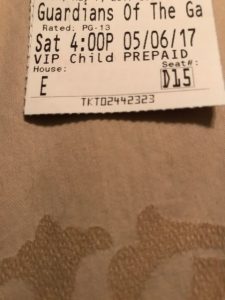 Guardians Of The Ga
Rated: PG-13
Sat 4:00P 05/06/17
VIP Child PREPAID
House: Seat#:
E D15
TKT02442323